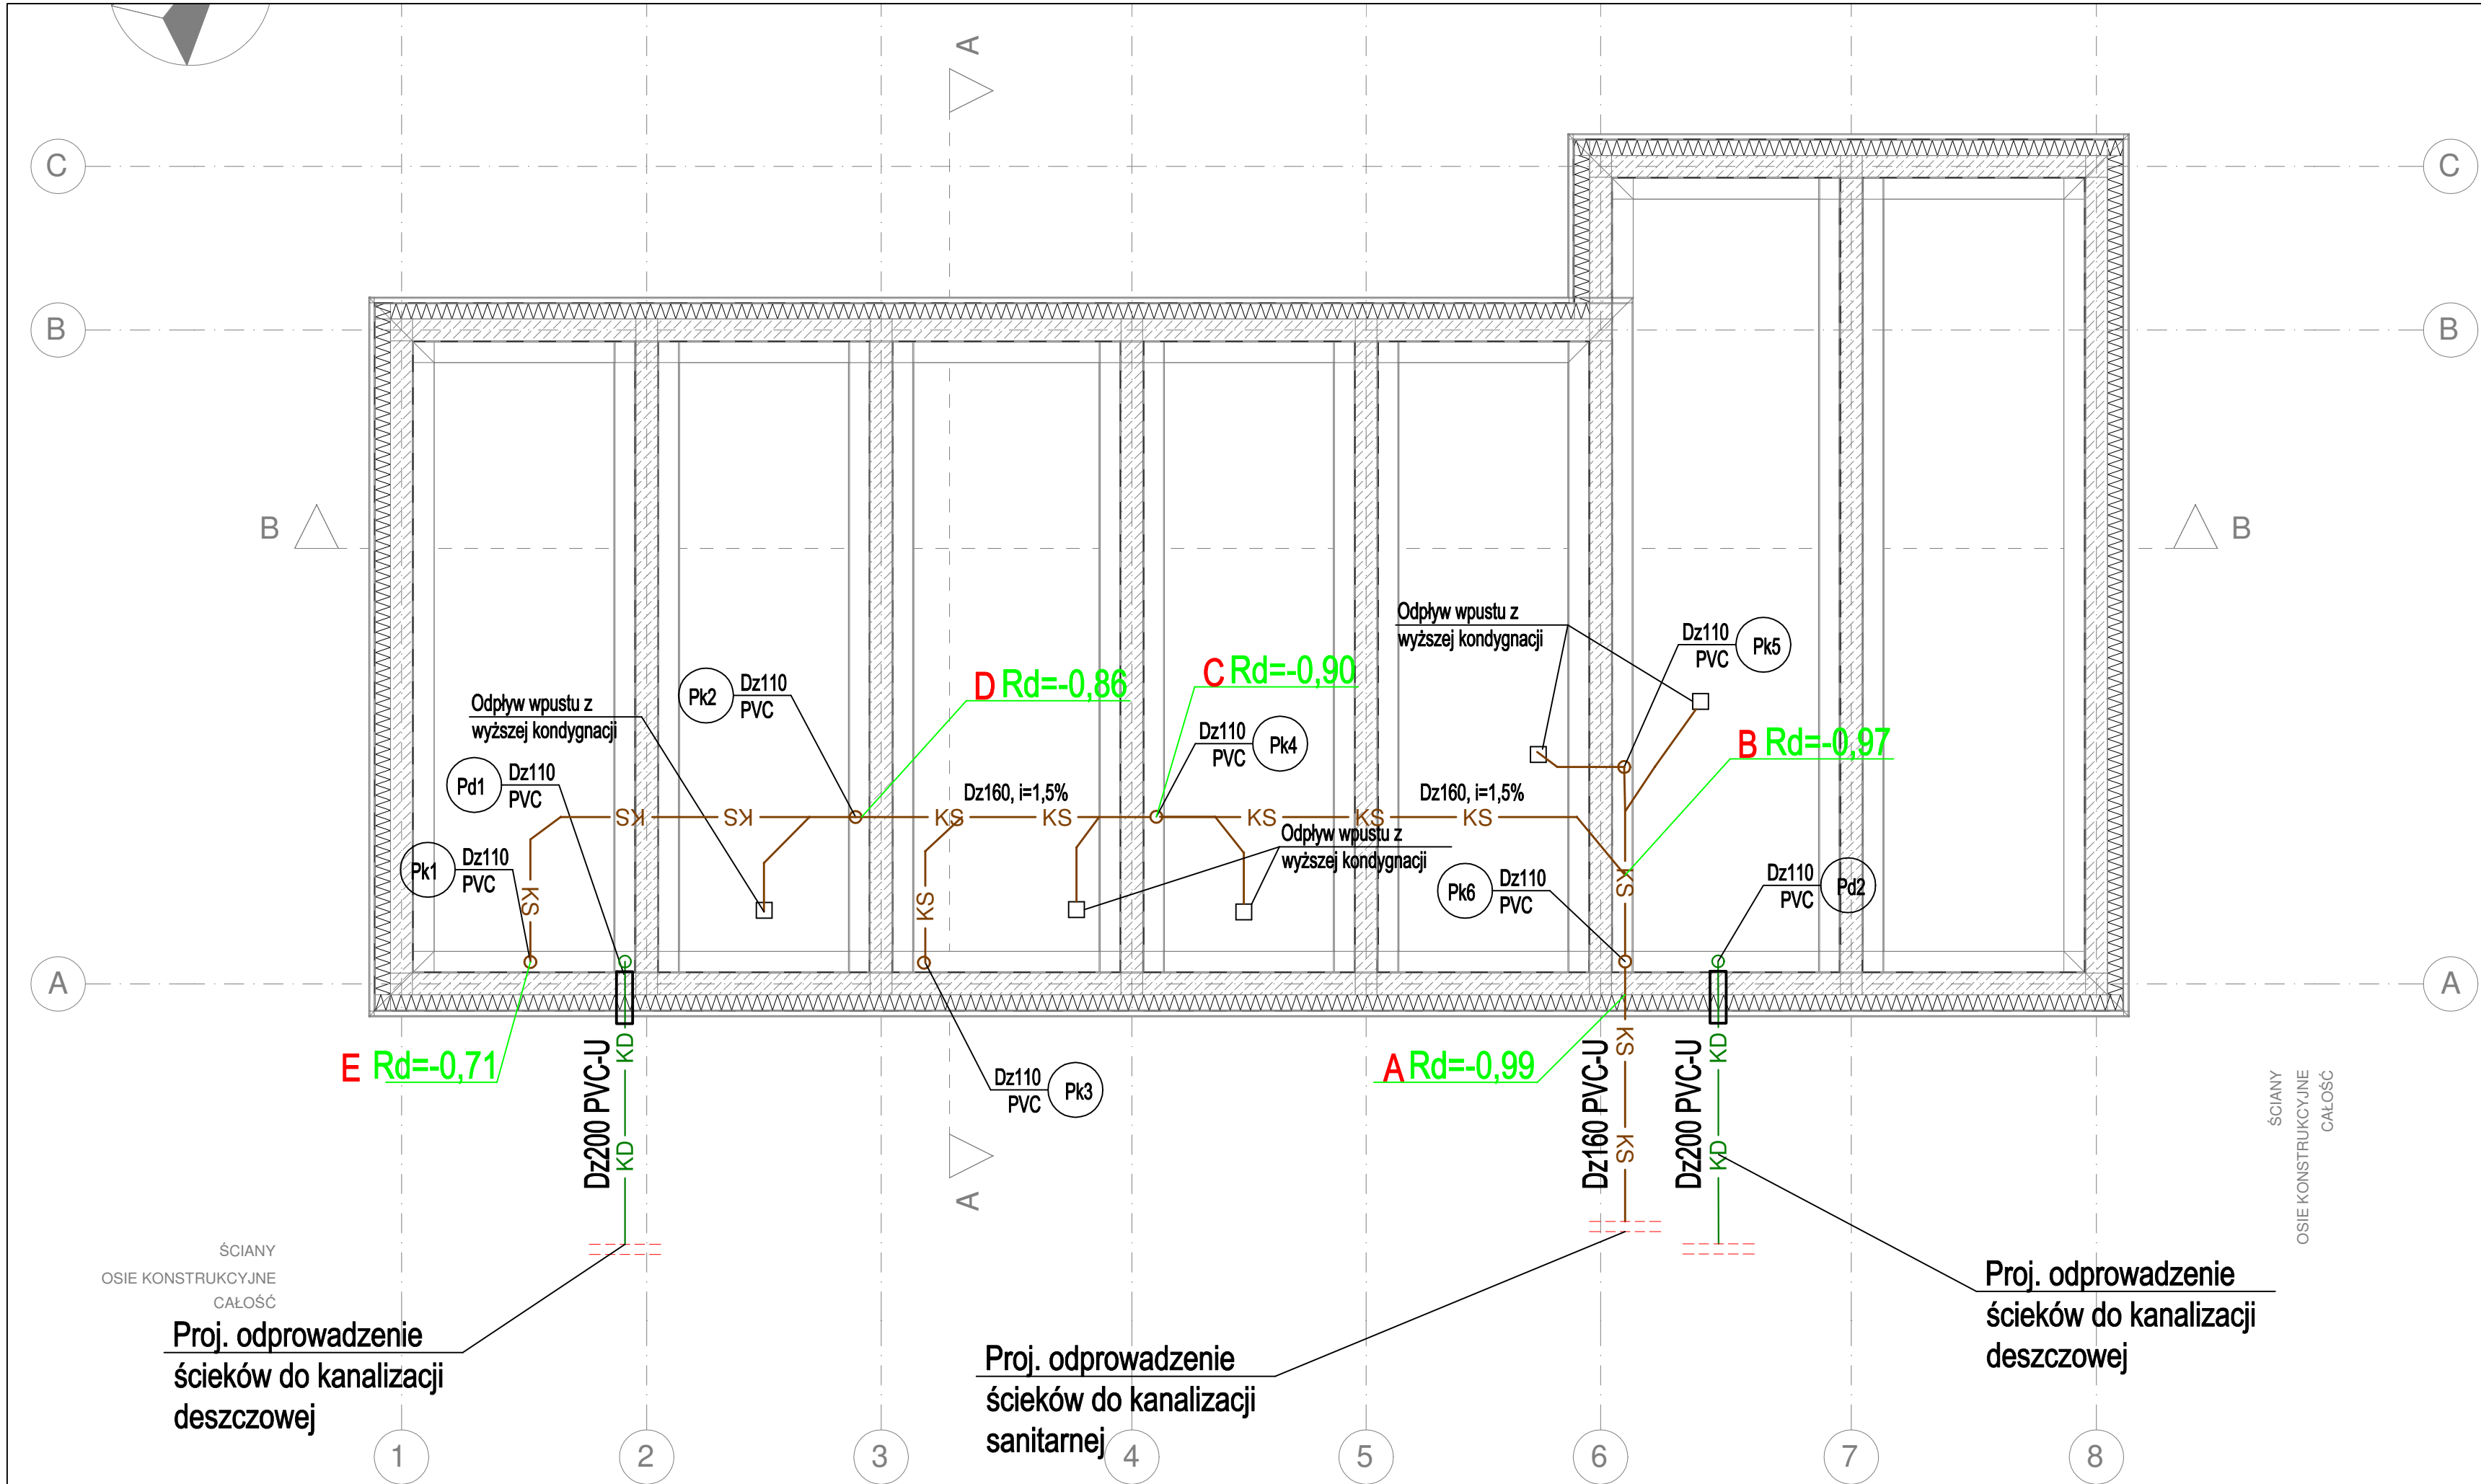 A
C
C
B
B
B
B
Odpływ wpustu z
wyższej kondygnacji
Dz110
PVC
Pk5
C Rd=-0,90
D Rd=-0,86
Pk2
Dz110
PVC
Odpływ wpustu z
wyższej kondygnacji
Dz110
PVC
Pk4
B Rd=-0,97
Pd1
Dz110
PVC
Dz160, i=1,5%
Dz160, i=1,5%
KS
KS
KS
KS
KS
KS
KS
Odpływ wpustu z
wyższej kondygnacji
Pk1
Dz110
PVC
KS
KS
KS
Pk6
Dz110
PVC
Dz110
PVC
Pd2
A
A
E Rd=-0,71
A Rd=-0,99
Dz110
PVC
Pk3
Dz200 PVC-U
KD
KD
Dz160 PVC-U
KS
KS
Dz200 PVC-U
KD
KD
A
ŚCIANY
OSIE KONSTRUKCYJNE
CAŁOŚĆ
ŚCIANY
OSIE KONSTRUKCYJNE
CAŁOŚĆ
Proj. odprowadzenie
ścieków do kanalizacji
deszczowej
Proj. odprowadzenie
ścieków do kanalizacji
sanitarnej
Proj. odprowadzenie
ścieków do kanalizacji
deszczowej
1
2
3
4
5
6
7
8